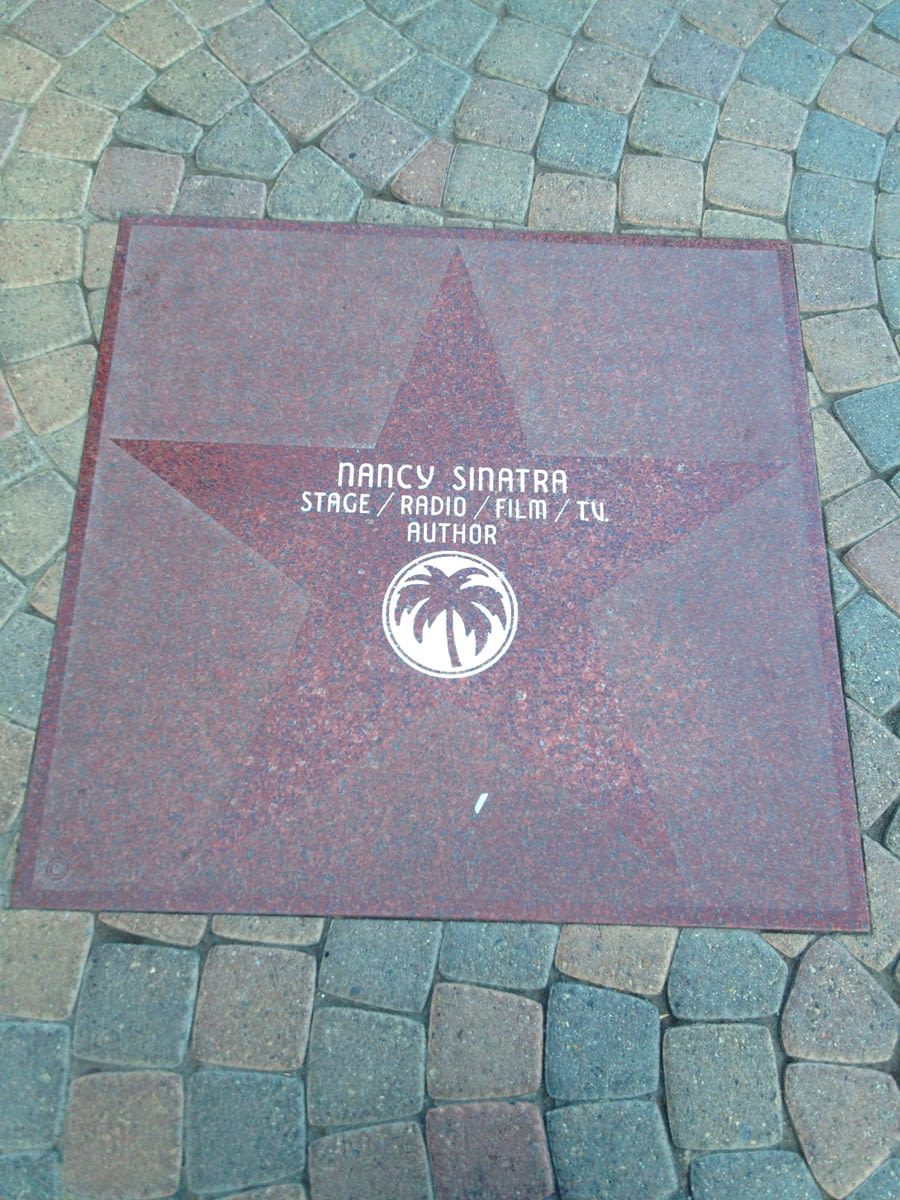 NANCY SINATRA
STAGE / RADIO / FILM / T.V.
AUTHOR
©